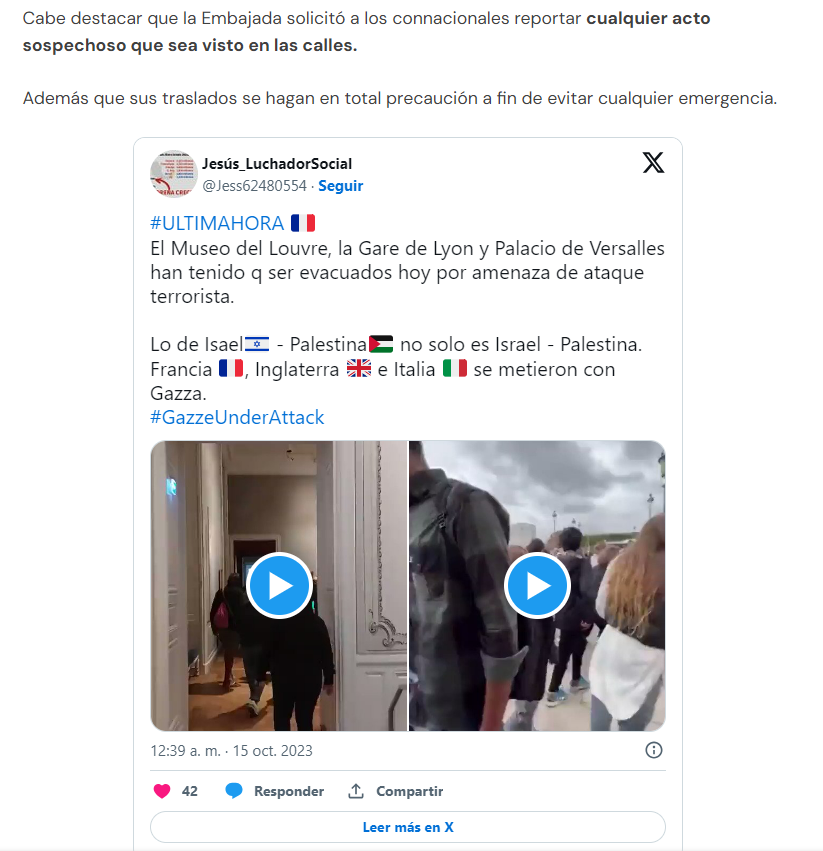 Cabe destacar que la Embajada solicitó a los connacionales reportar cualquier acto
sospechoso que sea visto en las calles.
Además que sus traslados se hagan en total precaución a fin de evitar cualquier emergencia.
Jesús_LuchadorSocial
@Jess62480554 · Seguir
#ULTIMAHORA 🇫🇷
El Museo del Louvre, la Gare de Lyon y Palacio de Versalles
han tenido q ser evacuados hoy por amenaza de ataque
terrorista.
Lo de Isael🇮🇱 - Palestina🇵🇸 no solo es Israel - Palestina.
Francia 🇫🇷, Inglaterra 🇬🇧 e Italia 🇮🇹 se metieron con
Gazza.
#GazzeUnderAttack
12:39 a. m. · 15 oct. 2023
42 Responder Compartir
Leer más en X